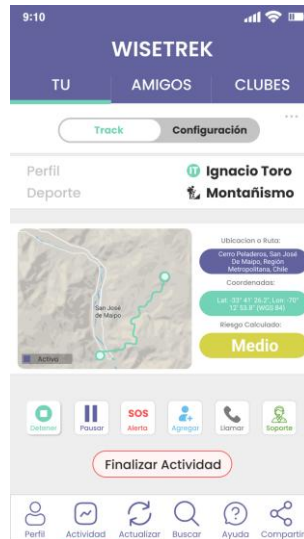 9:10
WISETREK
TU AMIGOS CLUBES
Track Configuración
Perfil IT Ignacio Toro
Deporte Montañismo
Ubicacion o Ruta:
Cerro Peladeros, San José
De Maipo, Región
Metropolitana, Chile
Coordenadas:
Lat: -33° 41' 26.2", Lon: -70°
12' 55.8" (WGS 84)
Riesgo Calculado:
Medio
San José
de Maipo
Activo
SOS
Detener Pausar Alerta Agregar Llamar Soporte
Finalizar Actividad
Perfil Actividad Actualizar Buscar Ayuda Compartir